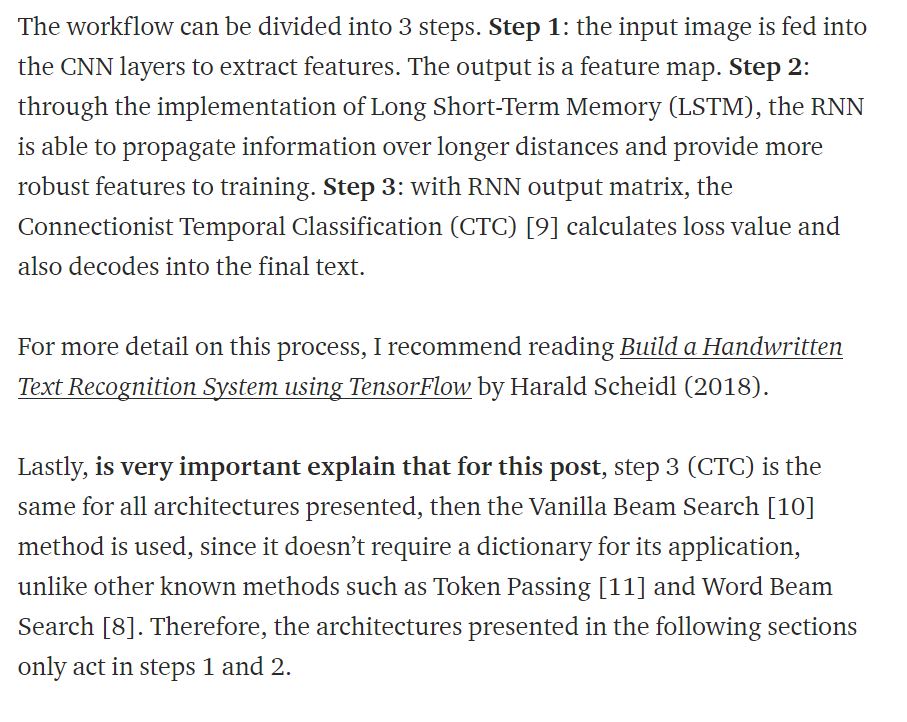 The workflow can be divided into 3 steps. Step 1: the input image is fed into
the CNN layers to extract features. The output is a feature map. Step 2:
through the implementation of Long Short-Term Memory (LSTM), the RNN
is able to propagate information over longer distances and provide more
robust features to training. Step 3: with RNN output matrix, the
Connectionist Temporal Classification (CTC) [9] calculates loss value and
also decodes into the final text.
For more detail on this process, I recommend reading Build a Handwritten
Text Recognition System using TensorFlow by Harald Scheidl (2018).
Lastly, is very important explain that for this post, step 3 (CTC) is the
same for all architectures presented, then the Vanilla Beam Search [10]
method is used, since it doesn’t require a dictionary for its application,
unlike other known methods such as Token Passing [11] and Word Beam
Search [8]. Therefore, the architectures presented in the following sections
only act in steps 1 and 2.